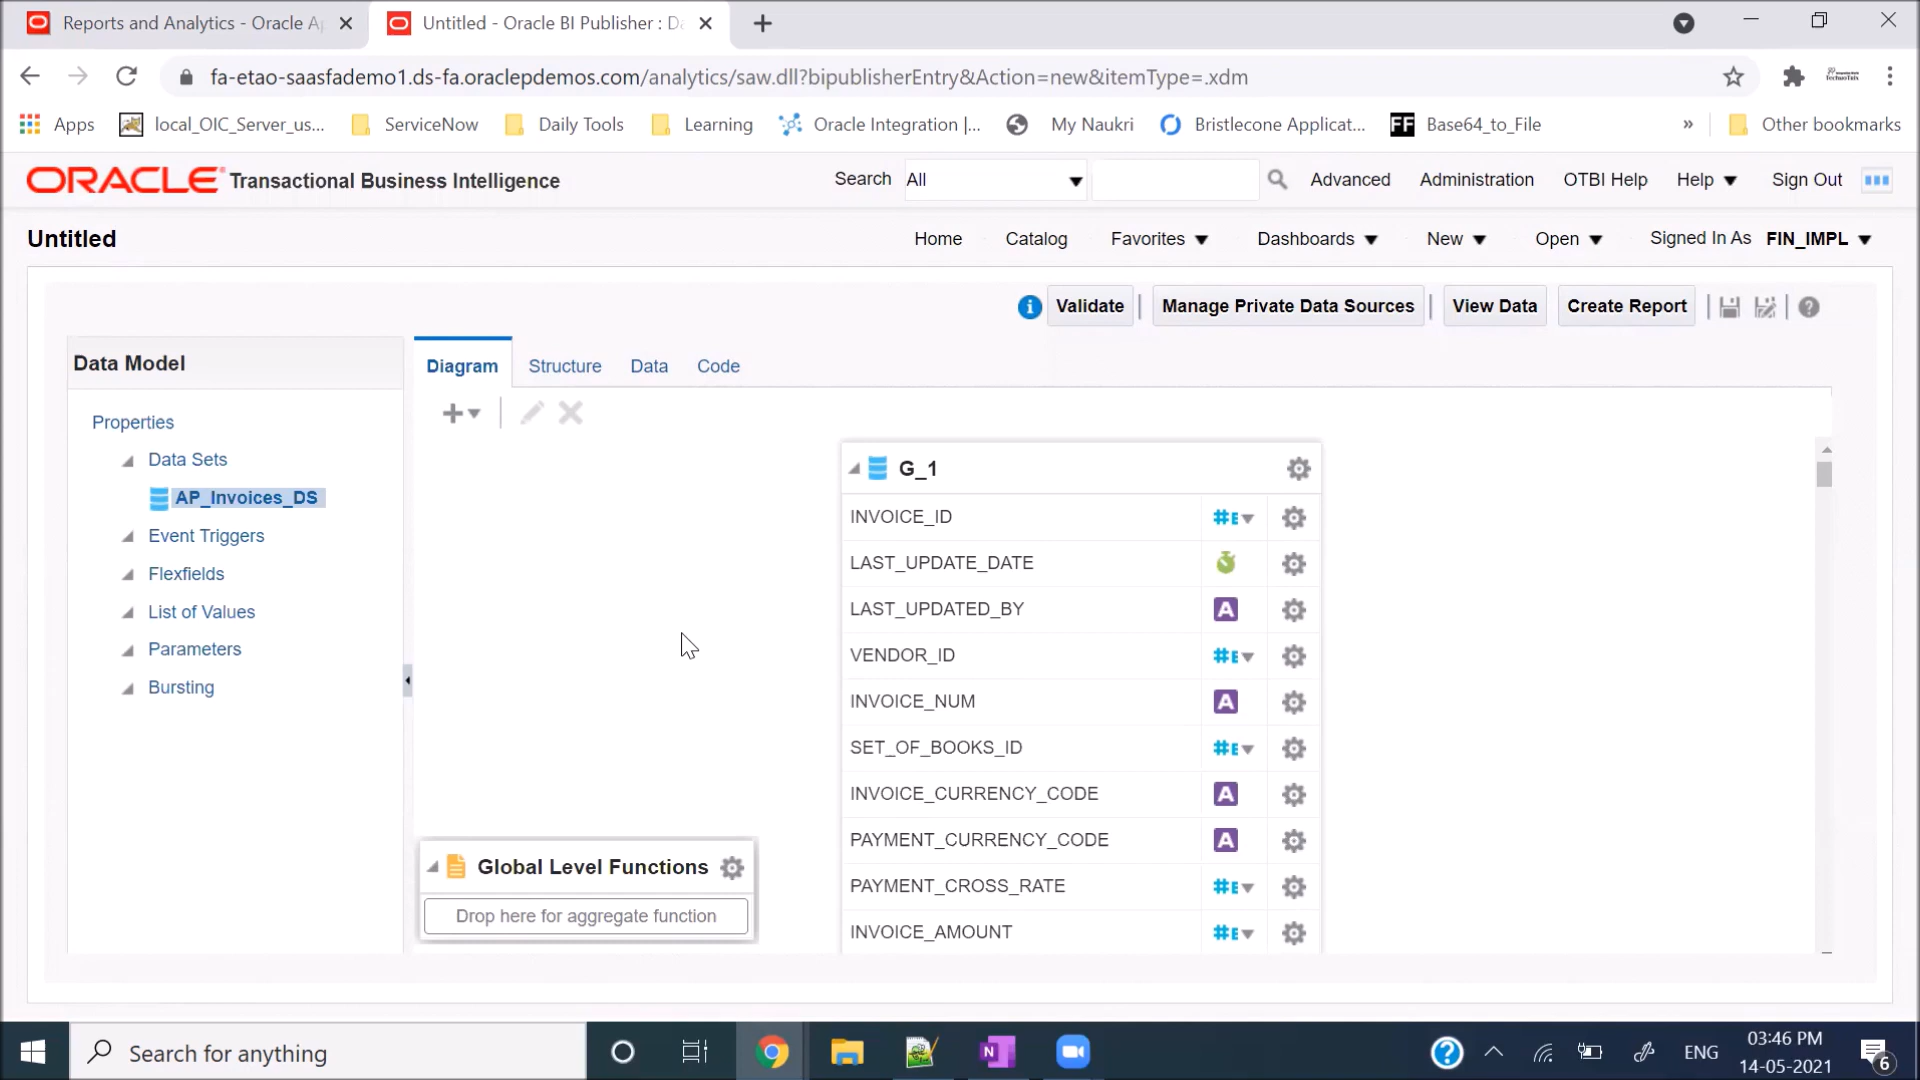 Reports and Analytics - Oracle Ap
Untitled - Oracle BI Publisher : Da
fa-etao-saasfademo1.ds-fa.oraclepdemos.com/analytics/saw.dll?bipublisherEntry&Action=new&itemType=.xdm
Apps
local_OIC_Server_us...
ServiceNow
Daily Tools
Learning
Oracle Integration |...
My Naukri
Bristlecone Applicat...
FF Base64_to_File
»
Other bookmarks
ORACLE Transactional Business Intelligence
Search All
Advanced
Administration
OTBI Help
Help
Sign Out
Untitled
Home
Catalog
Favorites
Dashboards
New
Open
Signed In As FIN_IMPL
Validate
Manage Private Data Sources
View Data
Create Report
Data Model
Diagram
Structure
Data
Code
Properties
Data Sets
AP_Invoices_DS
Event Triggers
Flexfields
List of Values
Parameters
Bursting
G_1
INVOICE_ID
LAST_UPDATE_DATE
LAST_UPDATED_BY A
VENDOR_ID
INVOICE_NUM A
SET_OF_BOOKS_ID
INVOICE_CURRENCY_CODE A
PAYMENT_CURRENCY_CODE A
PAYMENT_CROSS_RATE
INVOICE_AMOUNT
Global Level Functions
Drop here for aggregate function
Search for anything
ENG
03:46 PM
14-05-2021
6